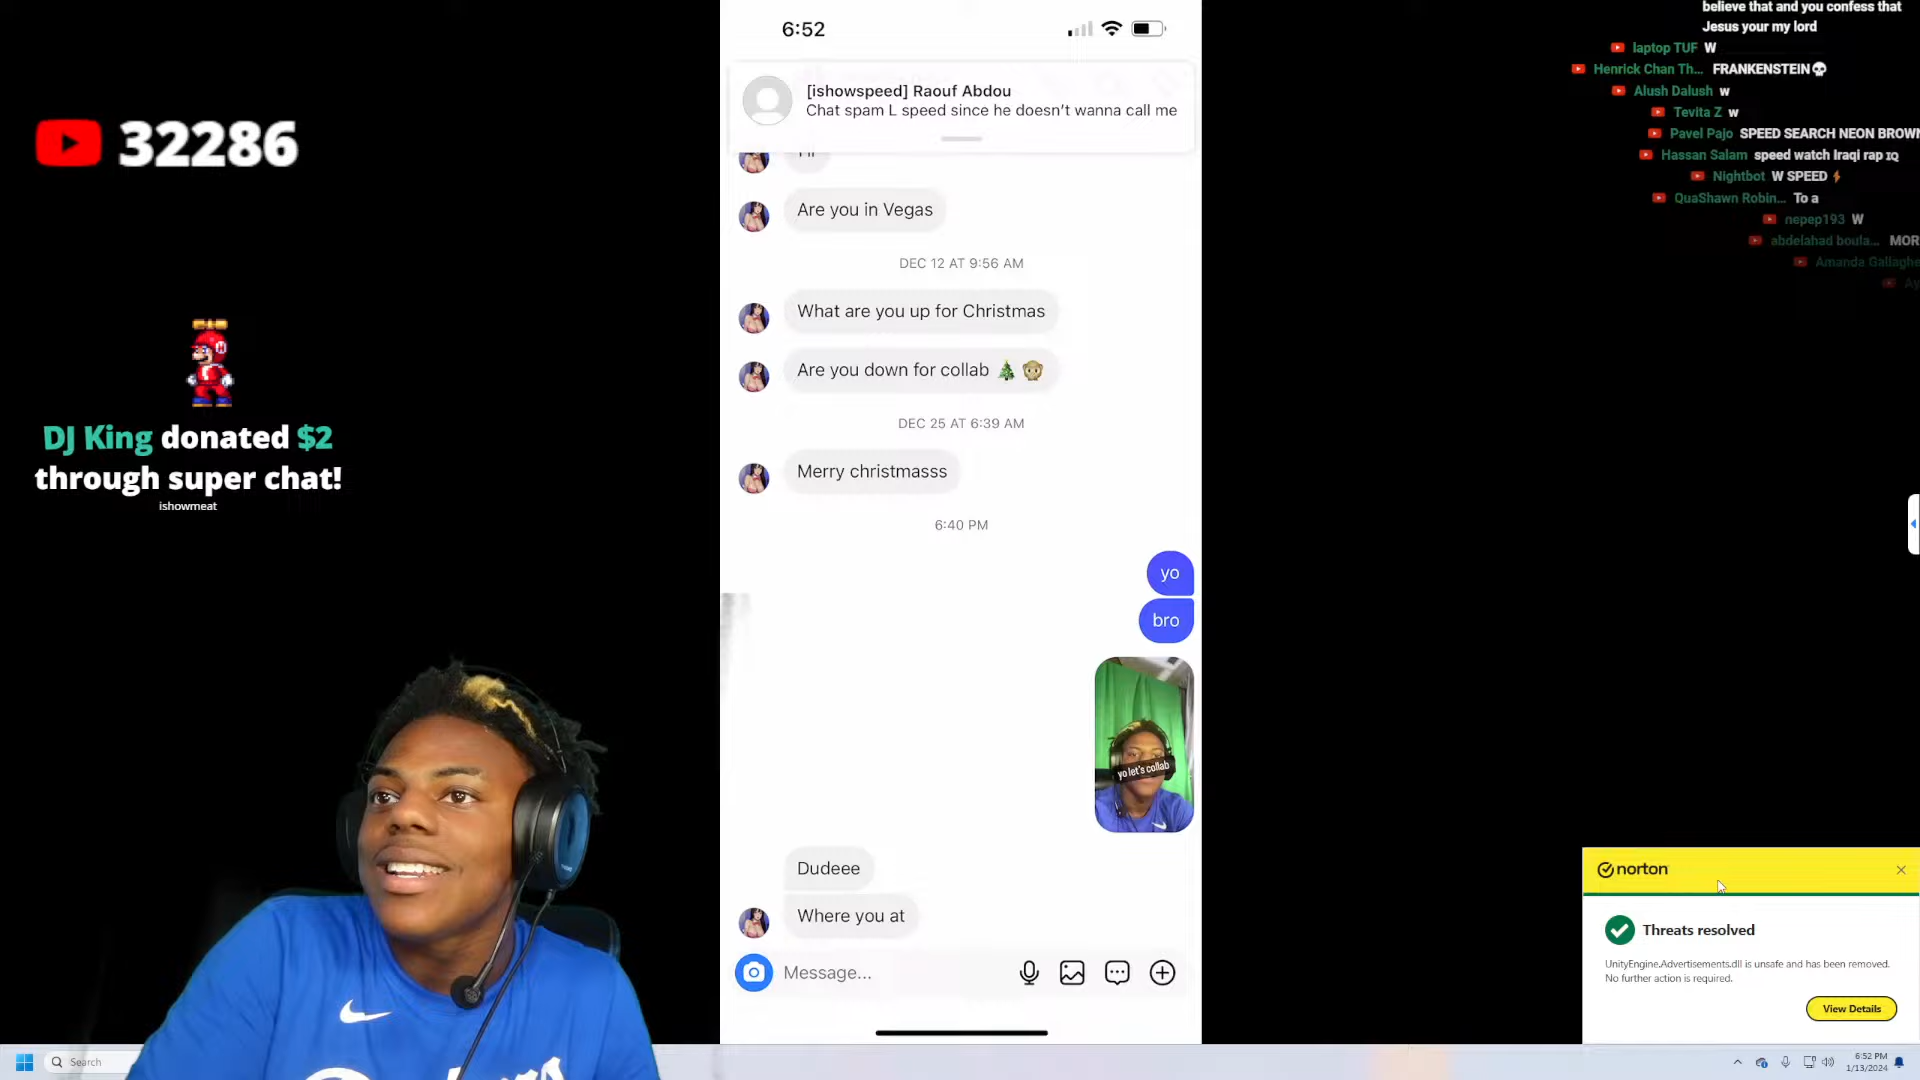 32286
DJ King donated $2
through super chat!
ishowmeat
6:52
[ishowspeed] Raouf Abdou
Chat spam L speed since he doesn’t wanna call me
Are you in Vegas
DEC 12 AT 9:56 AM
What are you up for Christmas
Are you down for collab 🎄 🐵
DEC 25 AT 6:39 AM
Merry christmasss
6:40 PM
yo
bro
yo let's collab
Dudeee
Where you at
Message...
believe that and you confess that
Jesus your my lord
laptop TUF W
Henrick Chan Th... FRANKENSTEIN💀
Alush Dalush w
Tevita Z w
Pavel Pajo SPEED SEARCH NEON BROWN
Hassan Salam speed watch Iraqi rap IQ
Nightbot W SPEED⚡
QuaShawn Robin... To a
nepep193 W
abdelahad boula... MOR
Amanda Gallaghe
Ay
norton
Threats resolved
UnityEngine.Advertisements.dll is unsafe and has been removed.
No further action is required.
View Details
Search
6:52 PM
1/13/2024